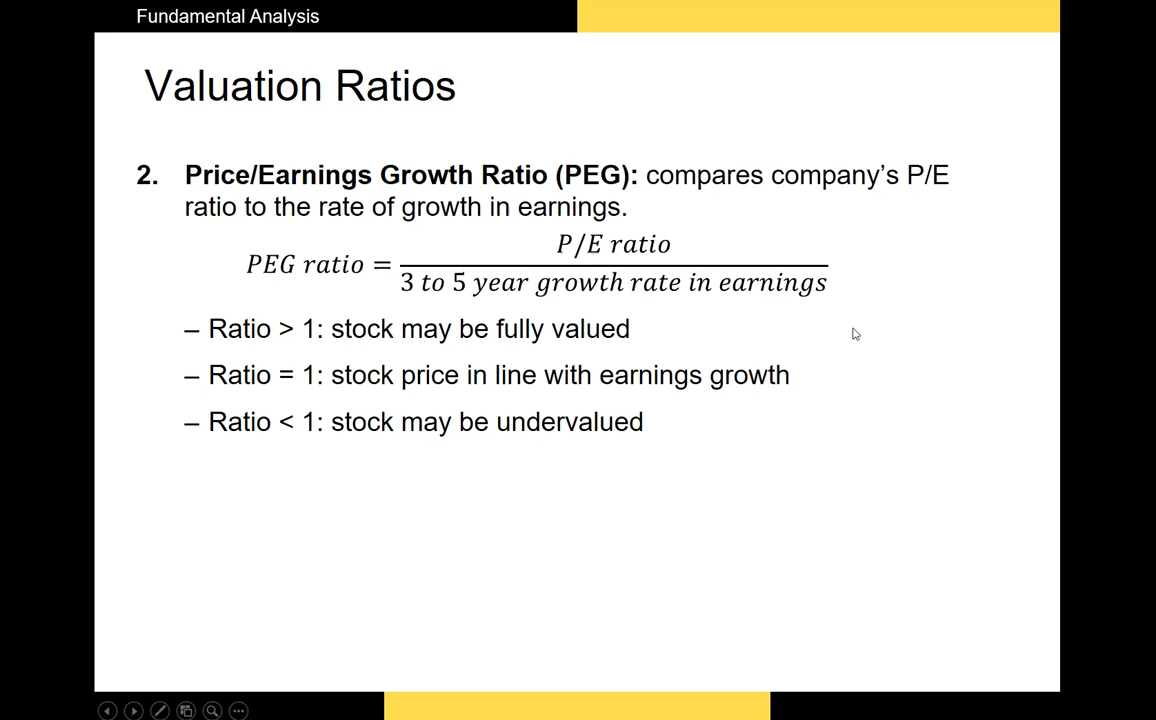 Fundamental Analysis
Valuation Ratios
2. Price/Earnings Growth Ratio (PEG): compares company’s P/E
ratio to the rate of growth in earnings.
PEG ratio = P/E ratio / 3 to 5 year growth rate in earnings
– Ratio > 1: stock may be fully valued
– Ratio = 1: stock price in line with earnings growth
– Ratio < 1: stock may be undervalued